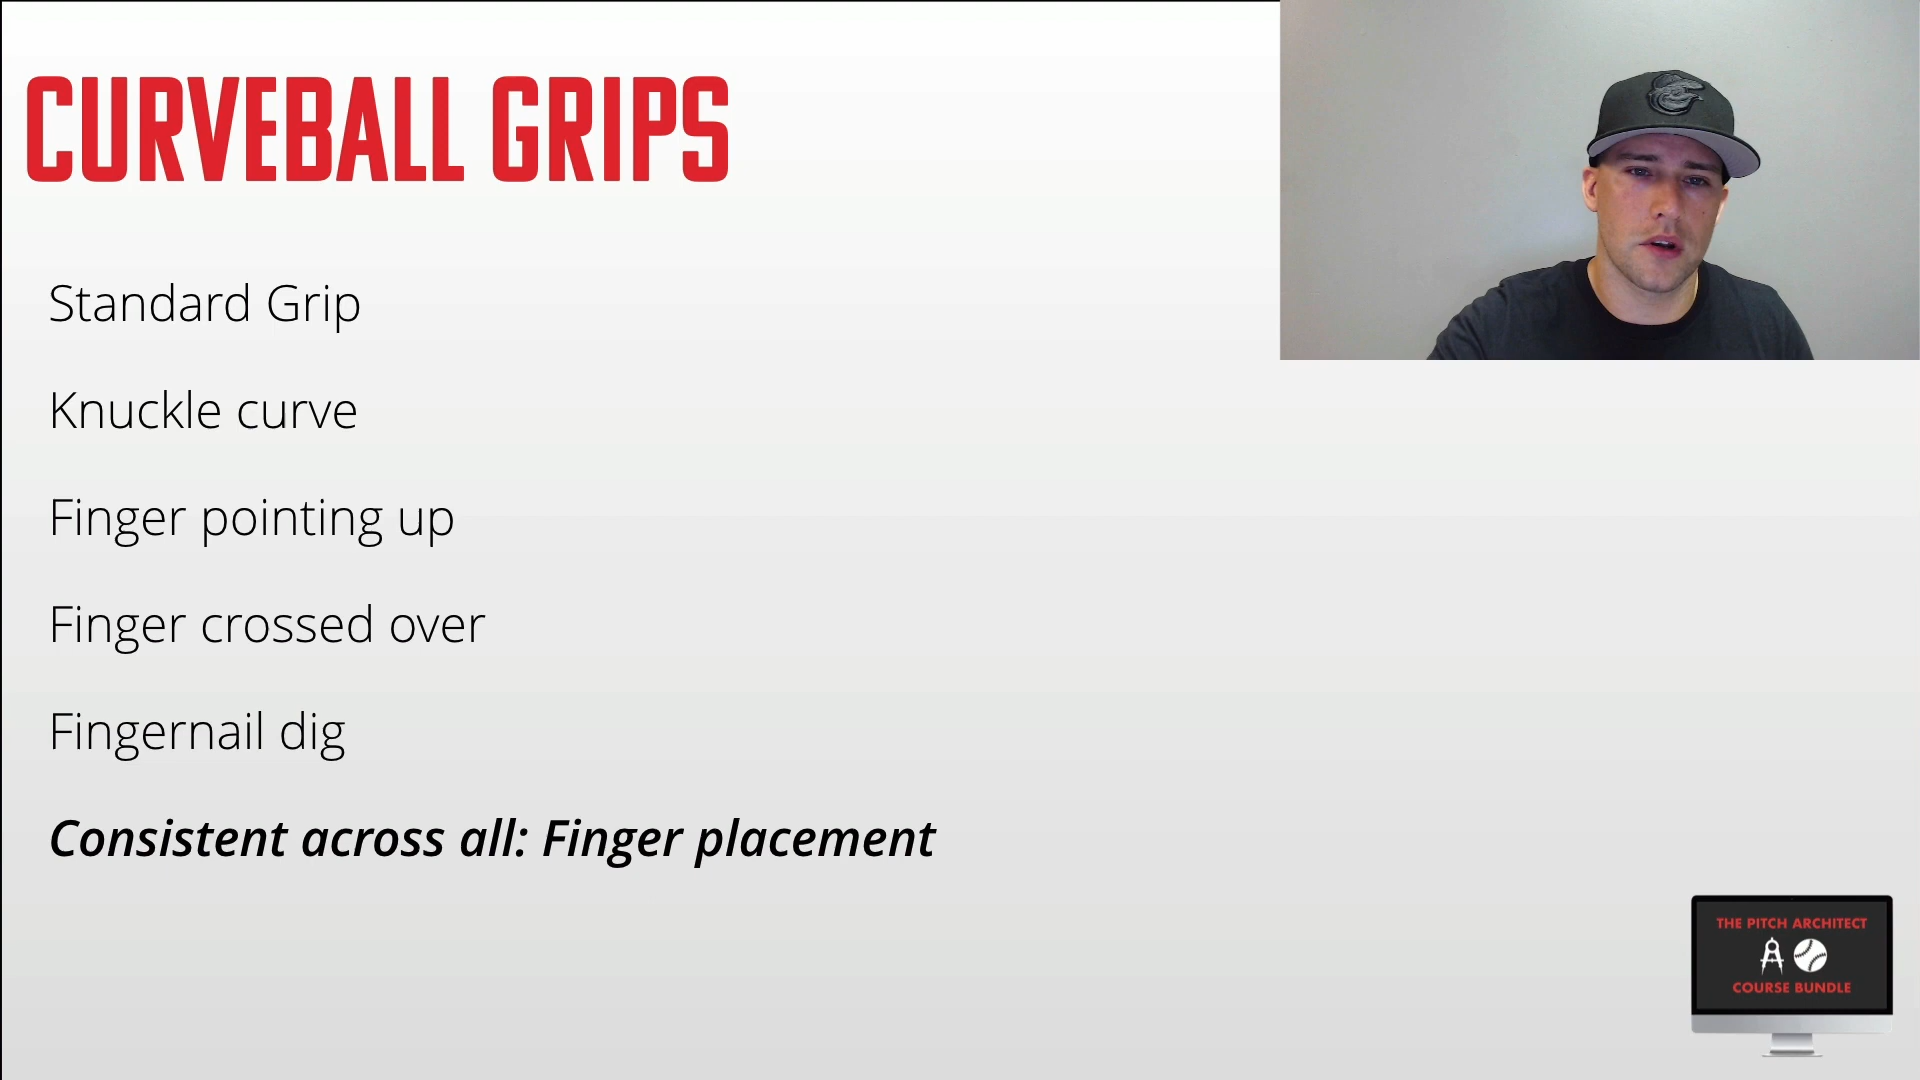 CURVEBALL GRIPS
Standard Grip
Knuckle curve
Finger pointing up
Finger crossed over
Fingernail dig
Consistent across all: Finger placement
THE PITCH ARCHITECT
COURSE BUNDLE